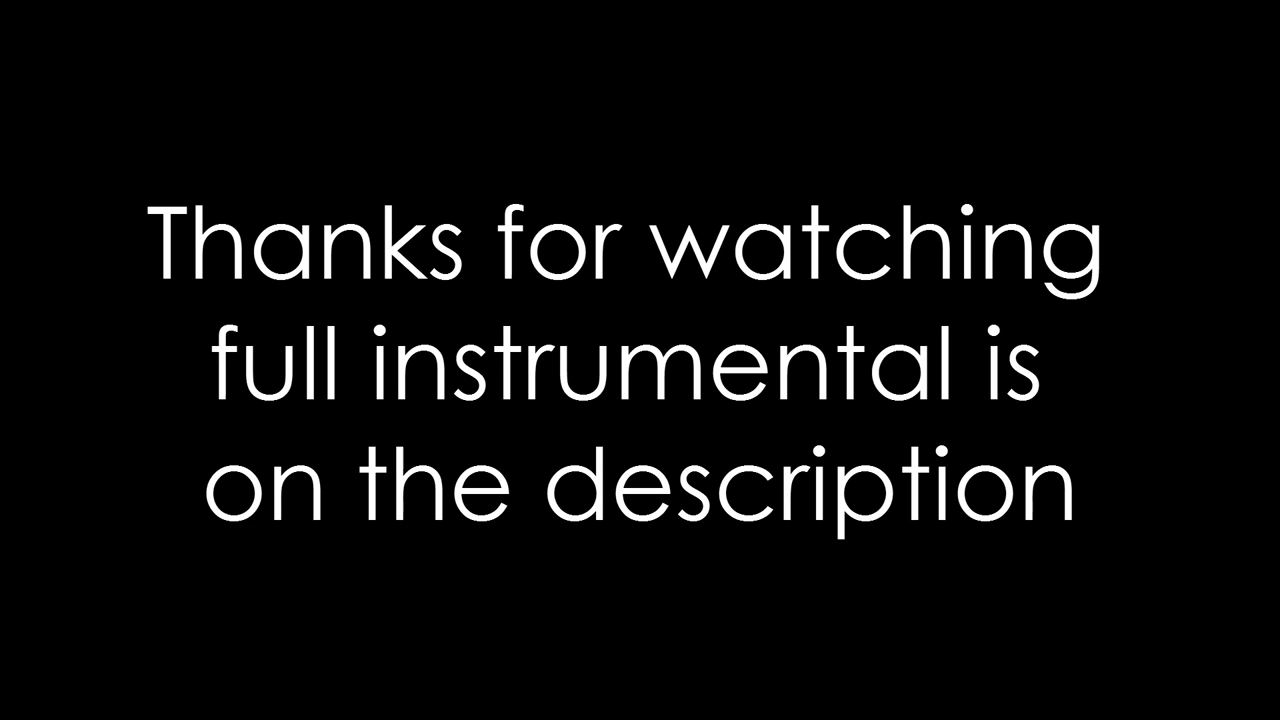 Thanks for watching
full instrumental is
on the description